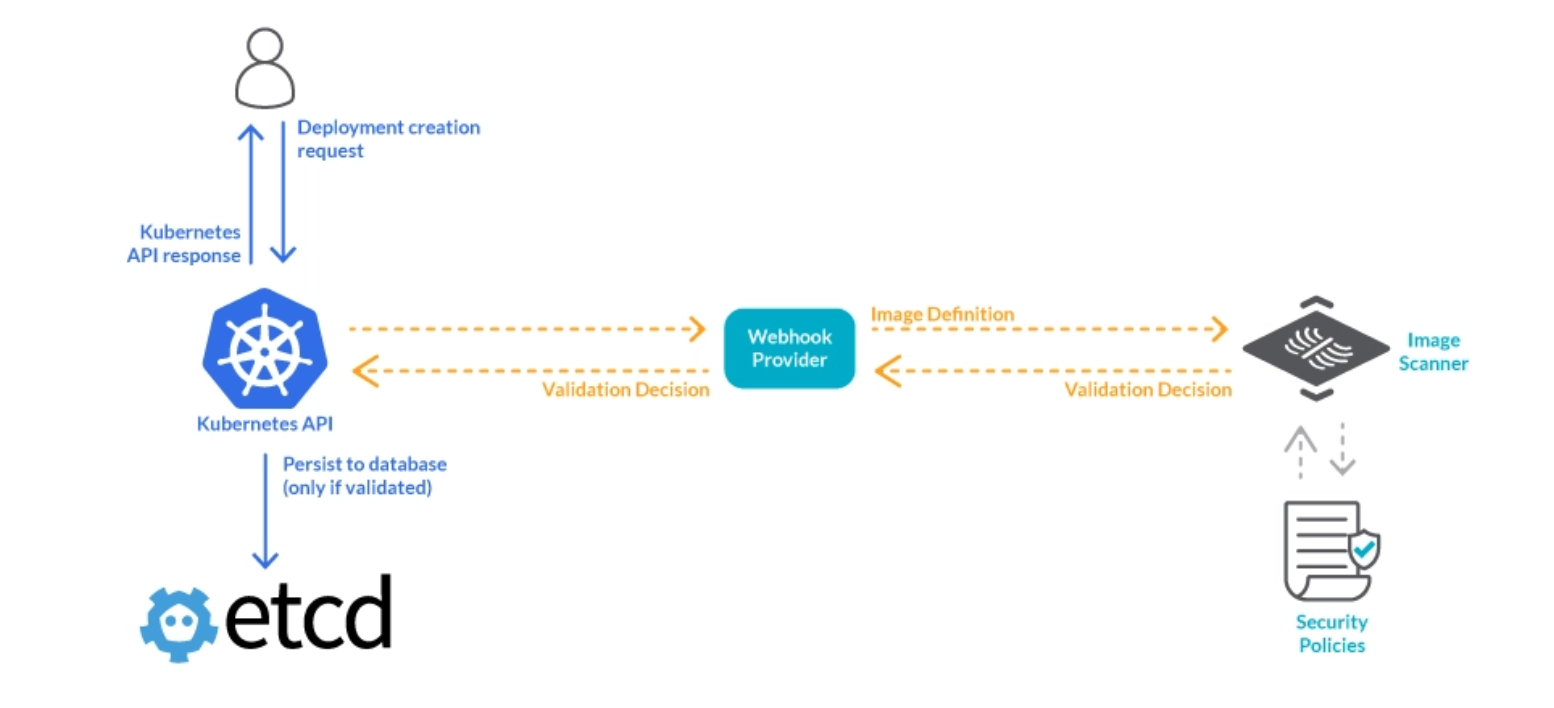 Deployment creation
request
Kubernetes
API response
Webhook
Provider
Image Definition
Image
Scanner
Validation Decision
Validation Decision
Kubernetes API
Persist to database
(only if validated)
etcd
Security
Policies